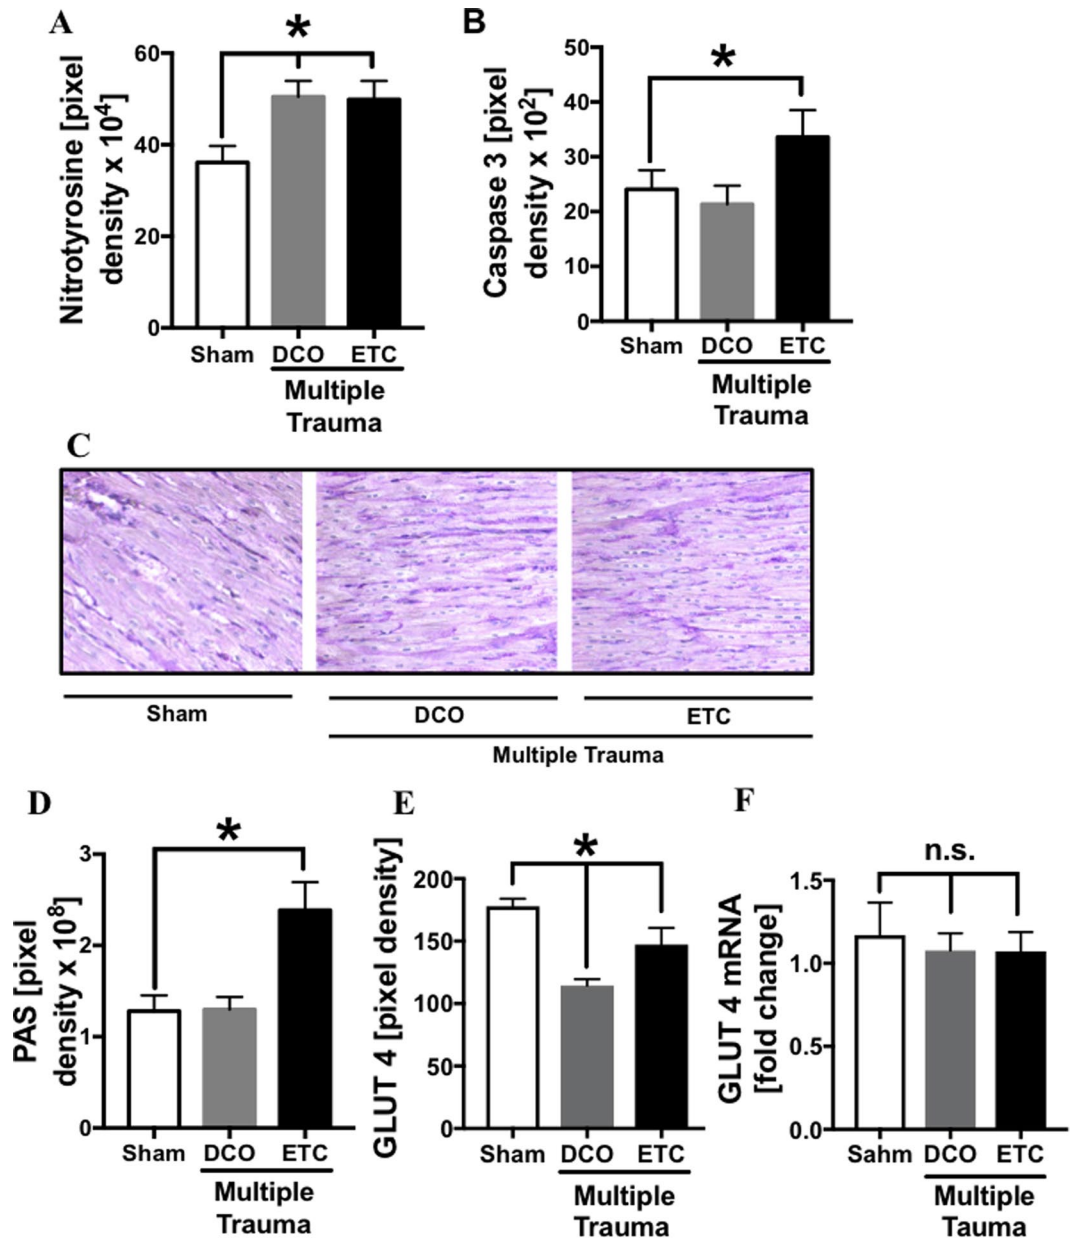 A
Nitrotyrosine [pixel
density x 10⁴]
60
40
20
0
*
Sham
DCO
ETC
Multiple
Trauma
B
Caspase 3 [pixel
density x 10²]
50
40
30
20
10
0
*
Sham
DCO
ETC
Multiple
Trauma
C
Sham
DCO
ETC
Multiple Trauma
D
PAS [pixel
density x 10⁸]
3
2
1
0
*
Sham
DCO
ETC
Multiple
Trauma
E
GLUT 4 [pixel density]
200
150
100
50
0
*
Sham
DCO
ETC
Multiple
Trauma
F
GLUT 4 mRNA
[fold change]
1.5
1.0
0.5
0.0
n.s.
Sahm
DCO
ETC
Multiple
Tauma